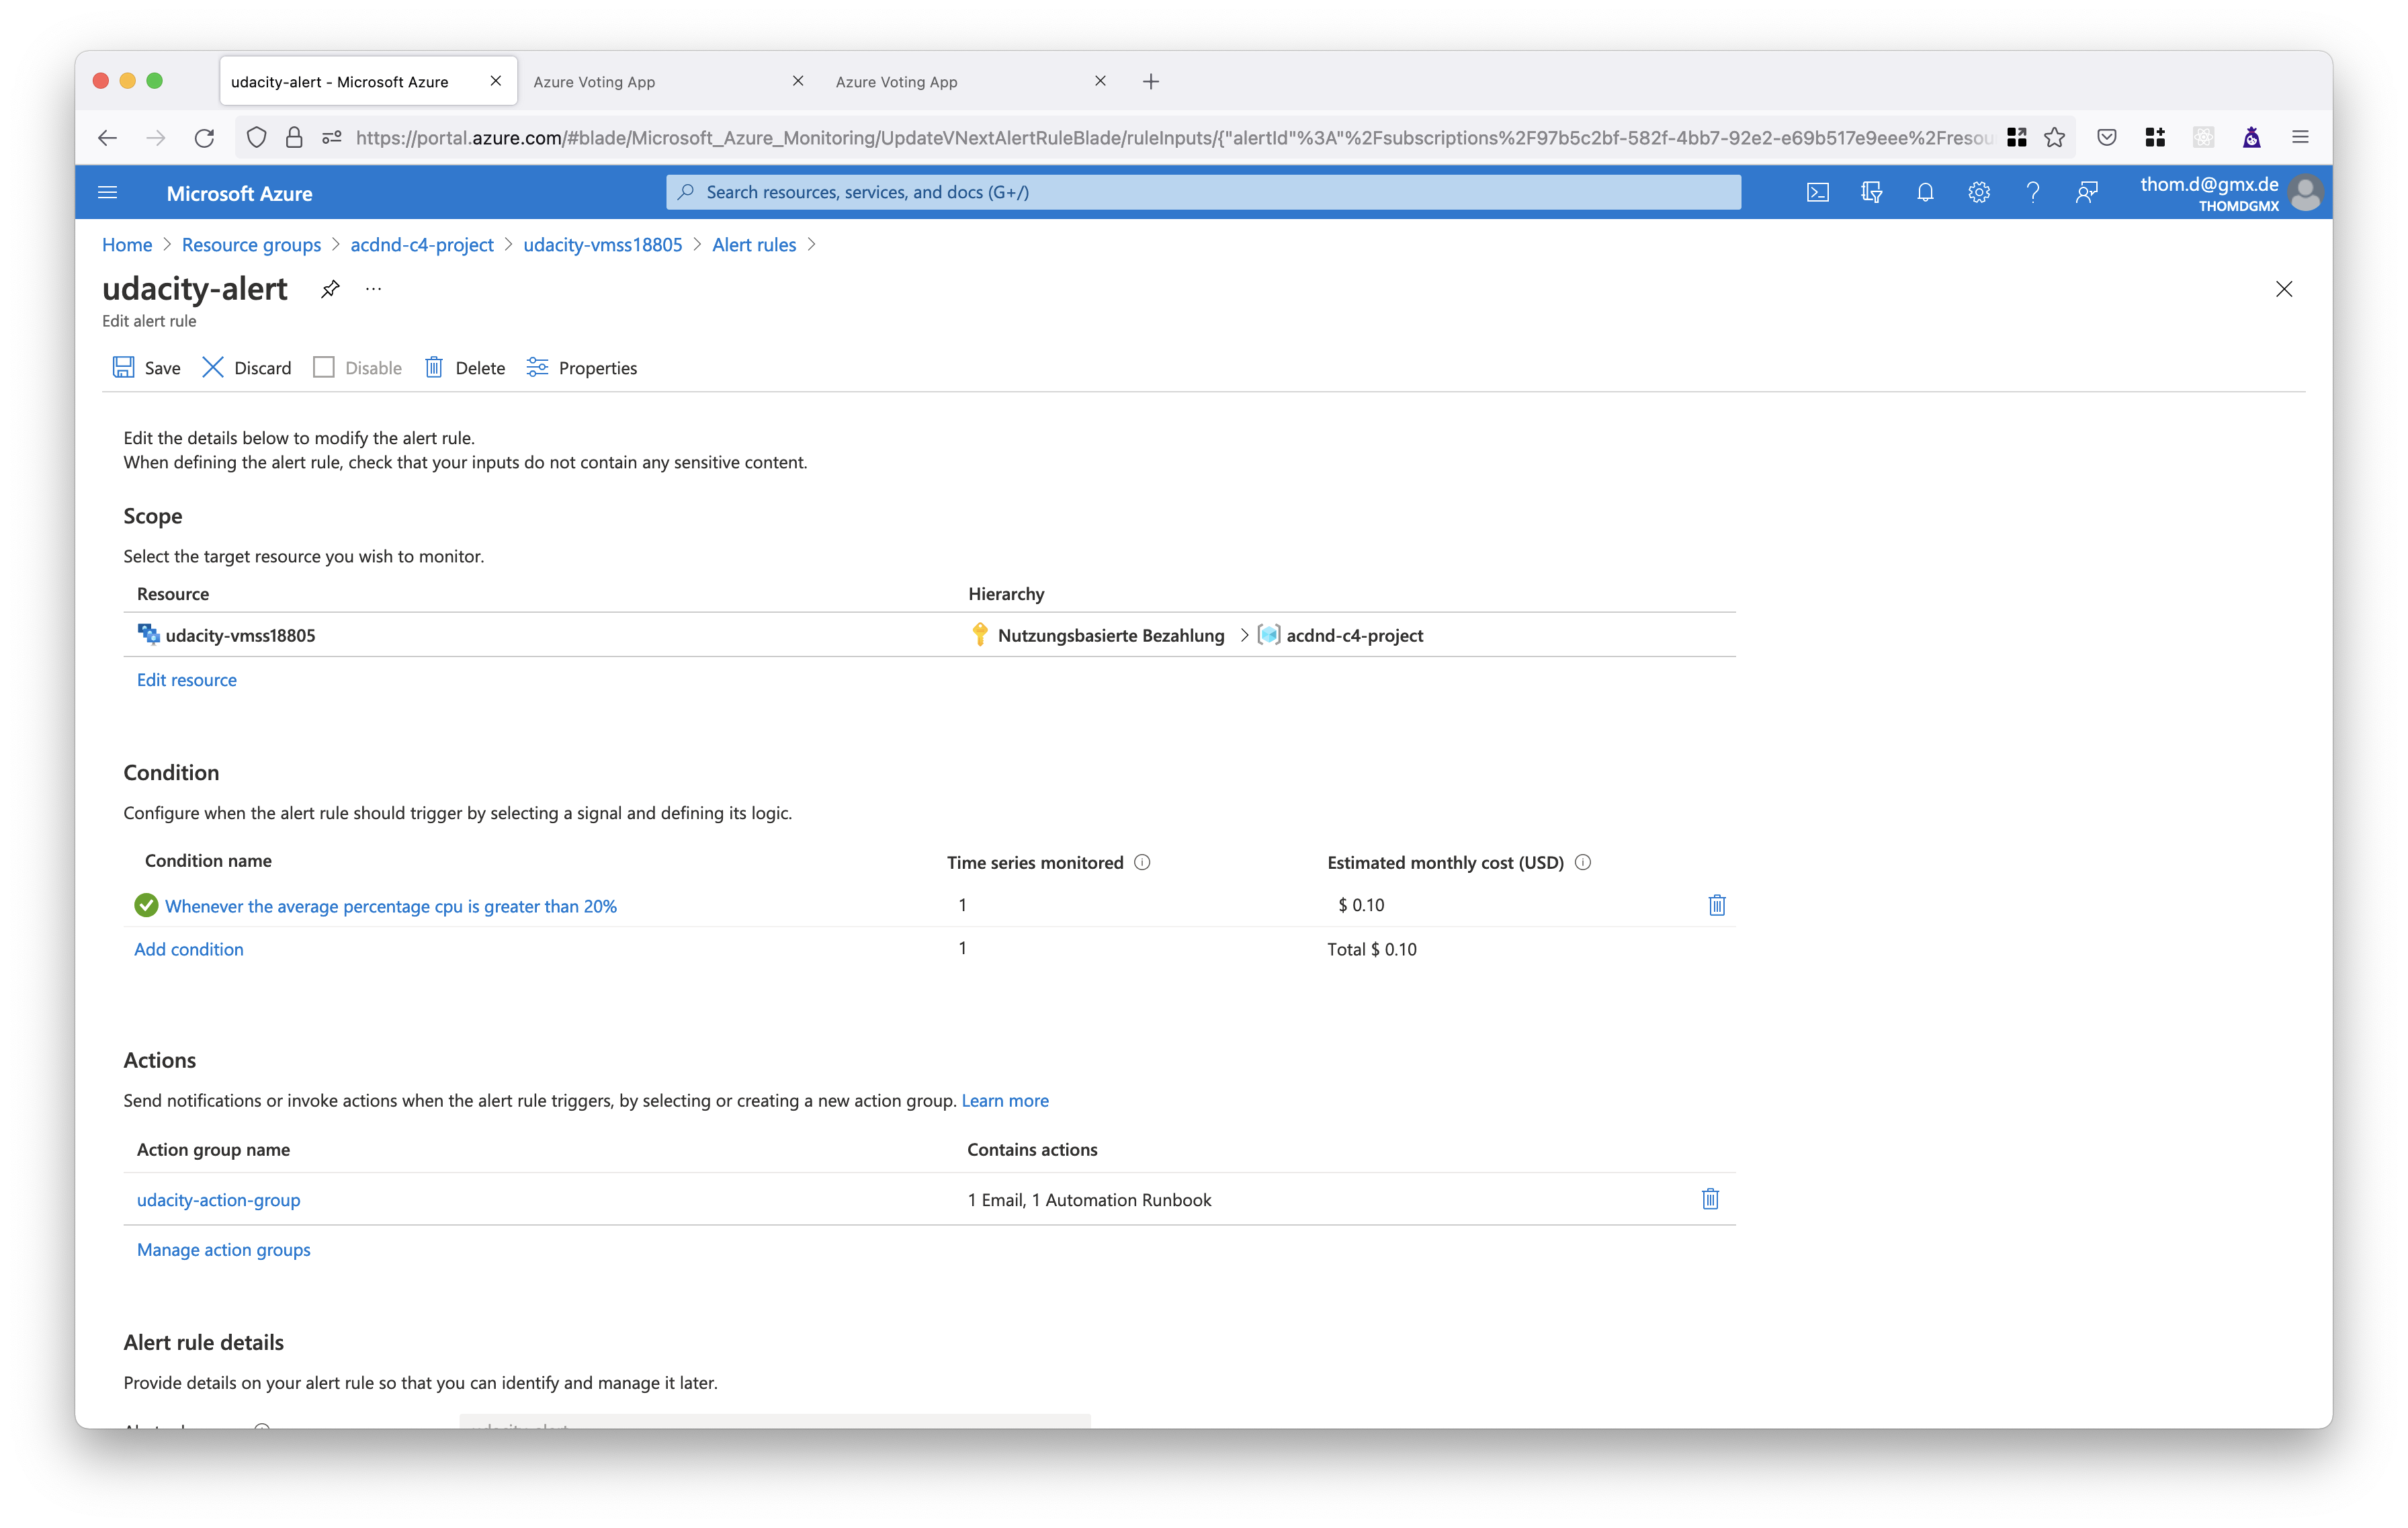 udacity-alert - Microsoft Azure
Azure Voting App
Azure Voting App
https://portal.azure.com/#blade/Microsoft_Azure_Monitoring/UpdateVNextAlertRuleBlade/ruleInputs/{"alertId"%3A"%2Fsubscriptions%2F97b5c2bf-582f-4bb7-92e2-e69b517e9eee%2Fresou
Microsoft Azure
Search resources, services, and docs (G+/)
thom.d@gmx.de
THOMDGMX
Home > Resource groups > acdnd-c4-project > udacity-vmss18805 > Alert rules >
udacity-alert ...
Edit alert rule
Save Discard Disable Delete Properties
Edit the details below to modify the alert rule.
When defining the alert rule, check that your inputs do not contain any sensitive content.
Scope
Select the target resource you wish to monitor.
Resource Hierarchy
udacity-vmss18805 Nutzungsbasierte Bezahlung > acdnd-c4-project
Edit resource
Condition
Configure when the alert rule should trigger by selecting a signal and defining its logic.
Condition name Time series monitored Estimated monthly cost (USD)
Whenever the average percentage cpu is greater than 20% 1 $ 0.10
Add condition 1 Total $ 0.10
Actions
Send notifications or invoke actions when the alert rule triggers, by selecting or creating a new action group. Learn more
Action group name Contains actions
udacity-action-group 1 Email, 1 Automation Runbook
Manage action groups
Alert rule details
Provide details on your alert rule so that you can identify and manage it later.